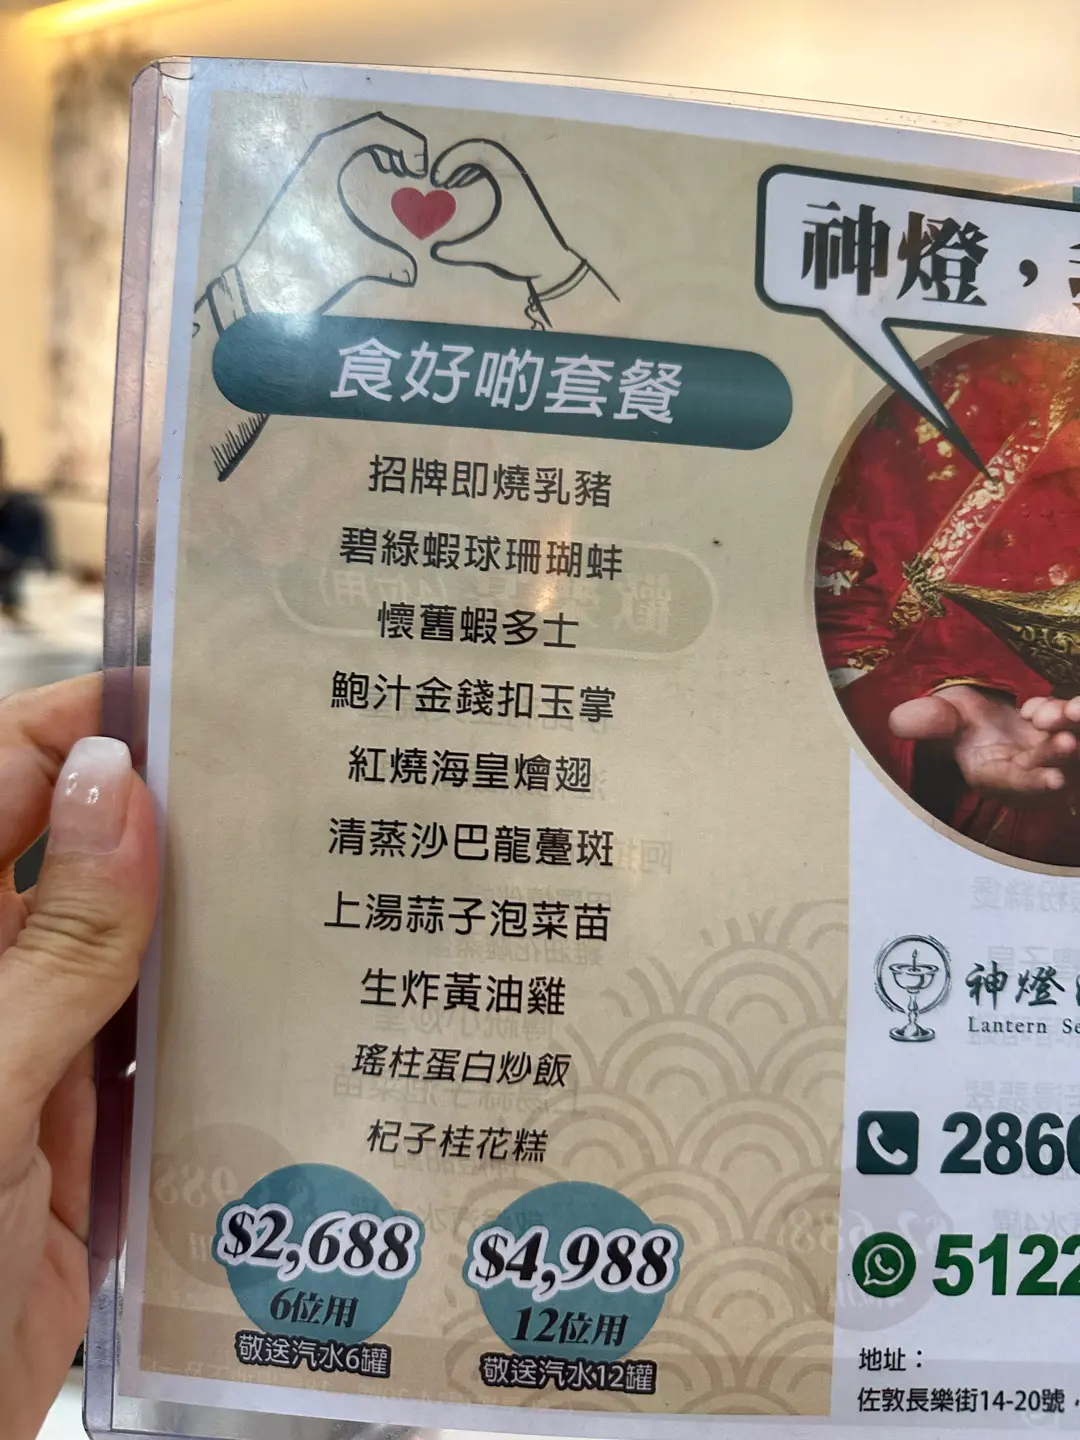 神燈，
食好啲套餐
招牌即燒乳豬
碧綠蝦球珊瑚蚌
懷舊蝦多士
鮑汁金錢扣玉掌
紅燒海皇燴翅
清蒸沙巴龍躉斑
上湯蒜子泡菜苗
生炸黃油雞
瑤柱蛋白炒飯
杞子桂花糕
$2,688
6位用
敬送汽水6罐
$4,988
12位用
敬送汽水12罐
神燈
Lantern Se
286
5122
地址：
佐敦長樂街14-20號，